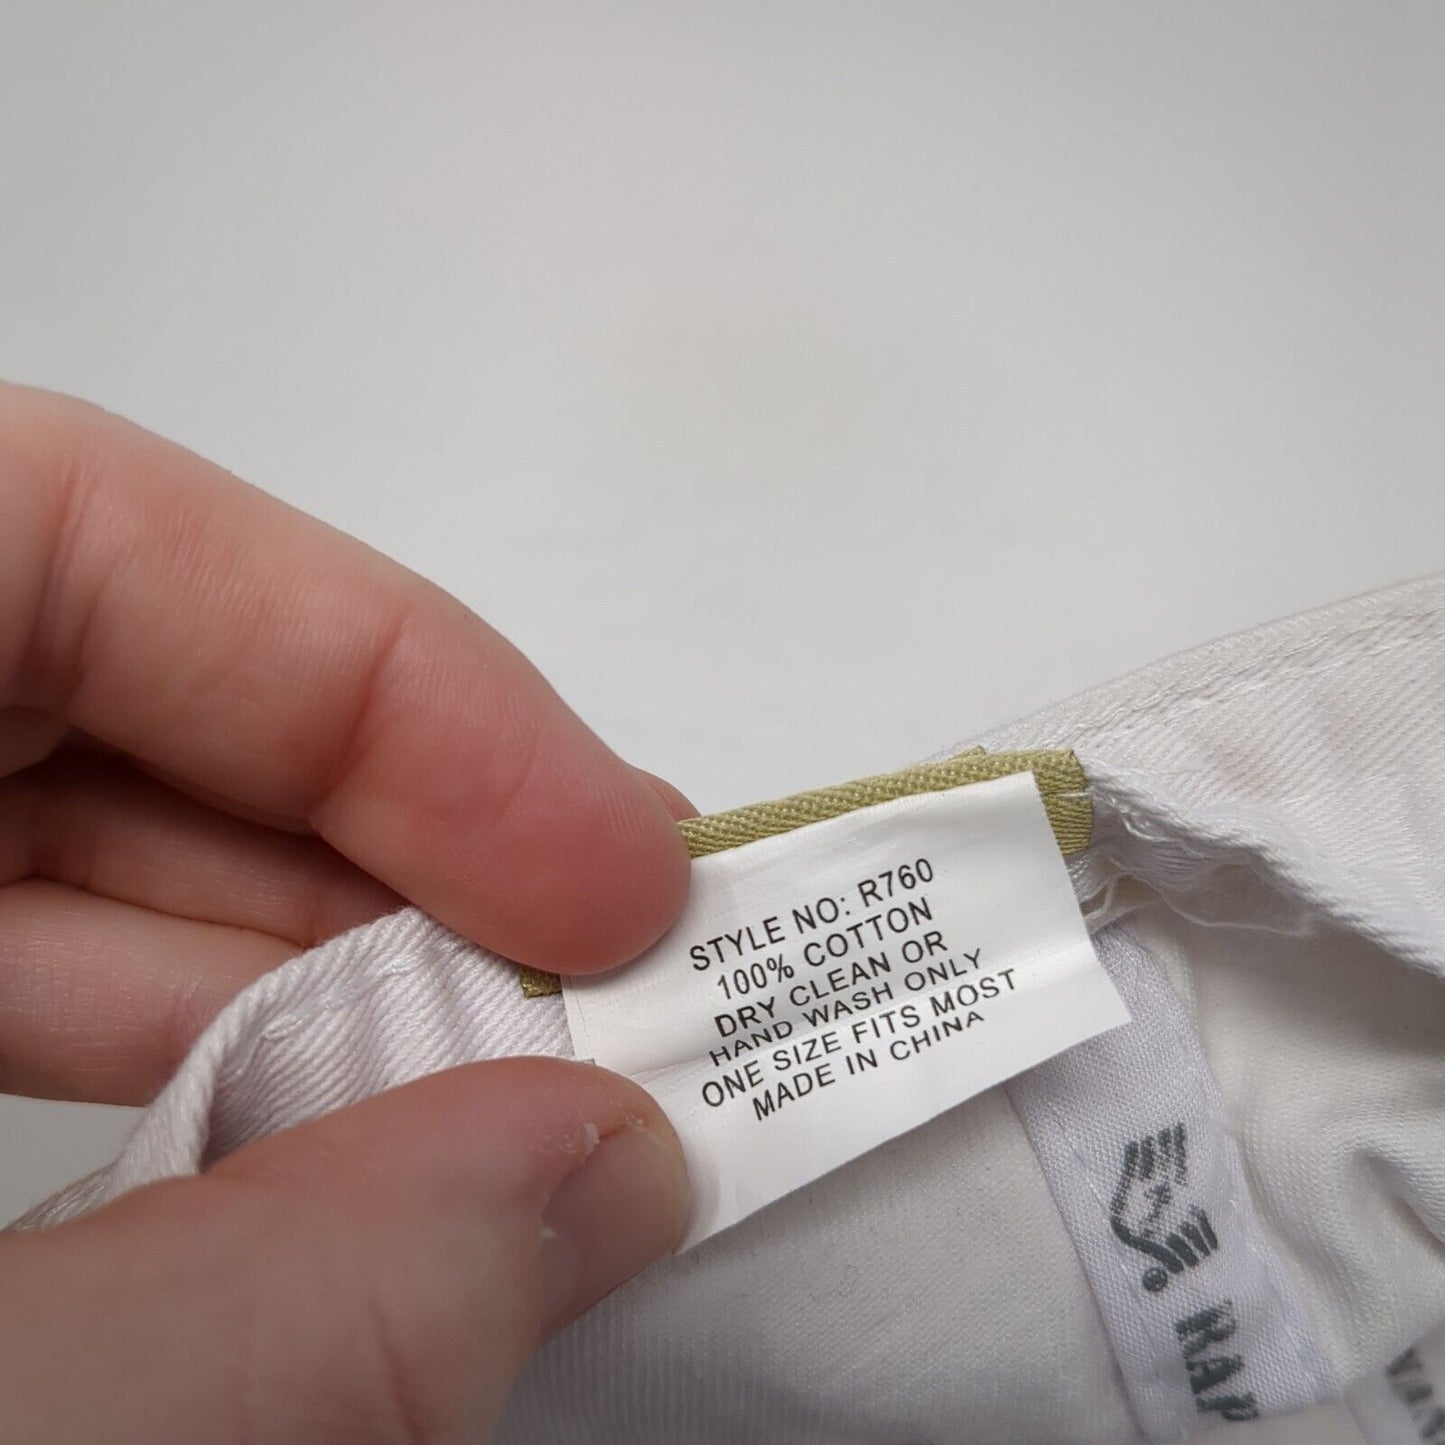 STYLE NO: R760
100% COTTON
DRY CLEAN OR
HAND WASH ONLY
ONE SIZE FITS MOST
MADE IN CHINA